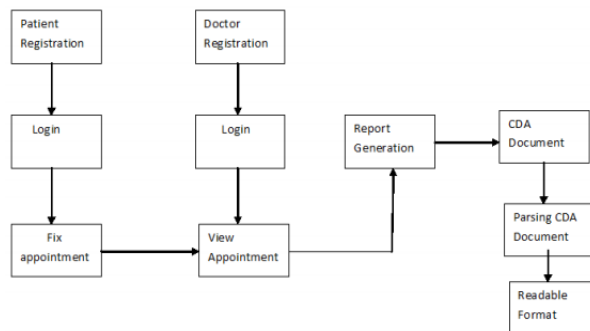 Patient
Registration
Doctor
Registration
Login
Login
Report
Generation
CDA
Document
Fix
appointment
View
Appointment
Parsing CDA
Document
Readable
Format